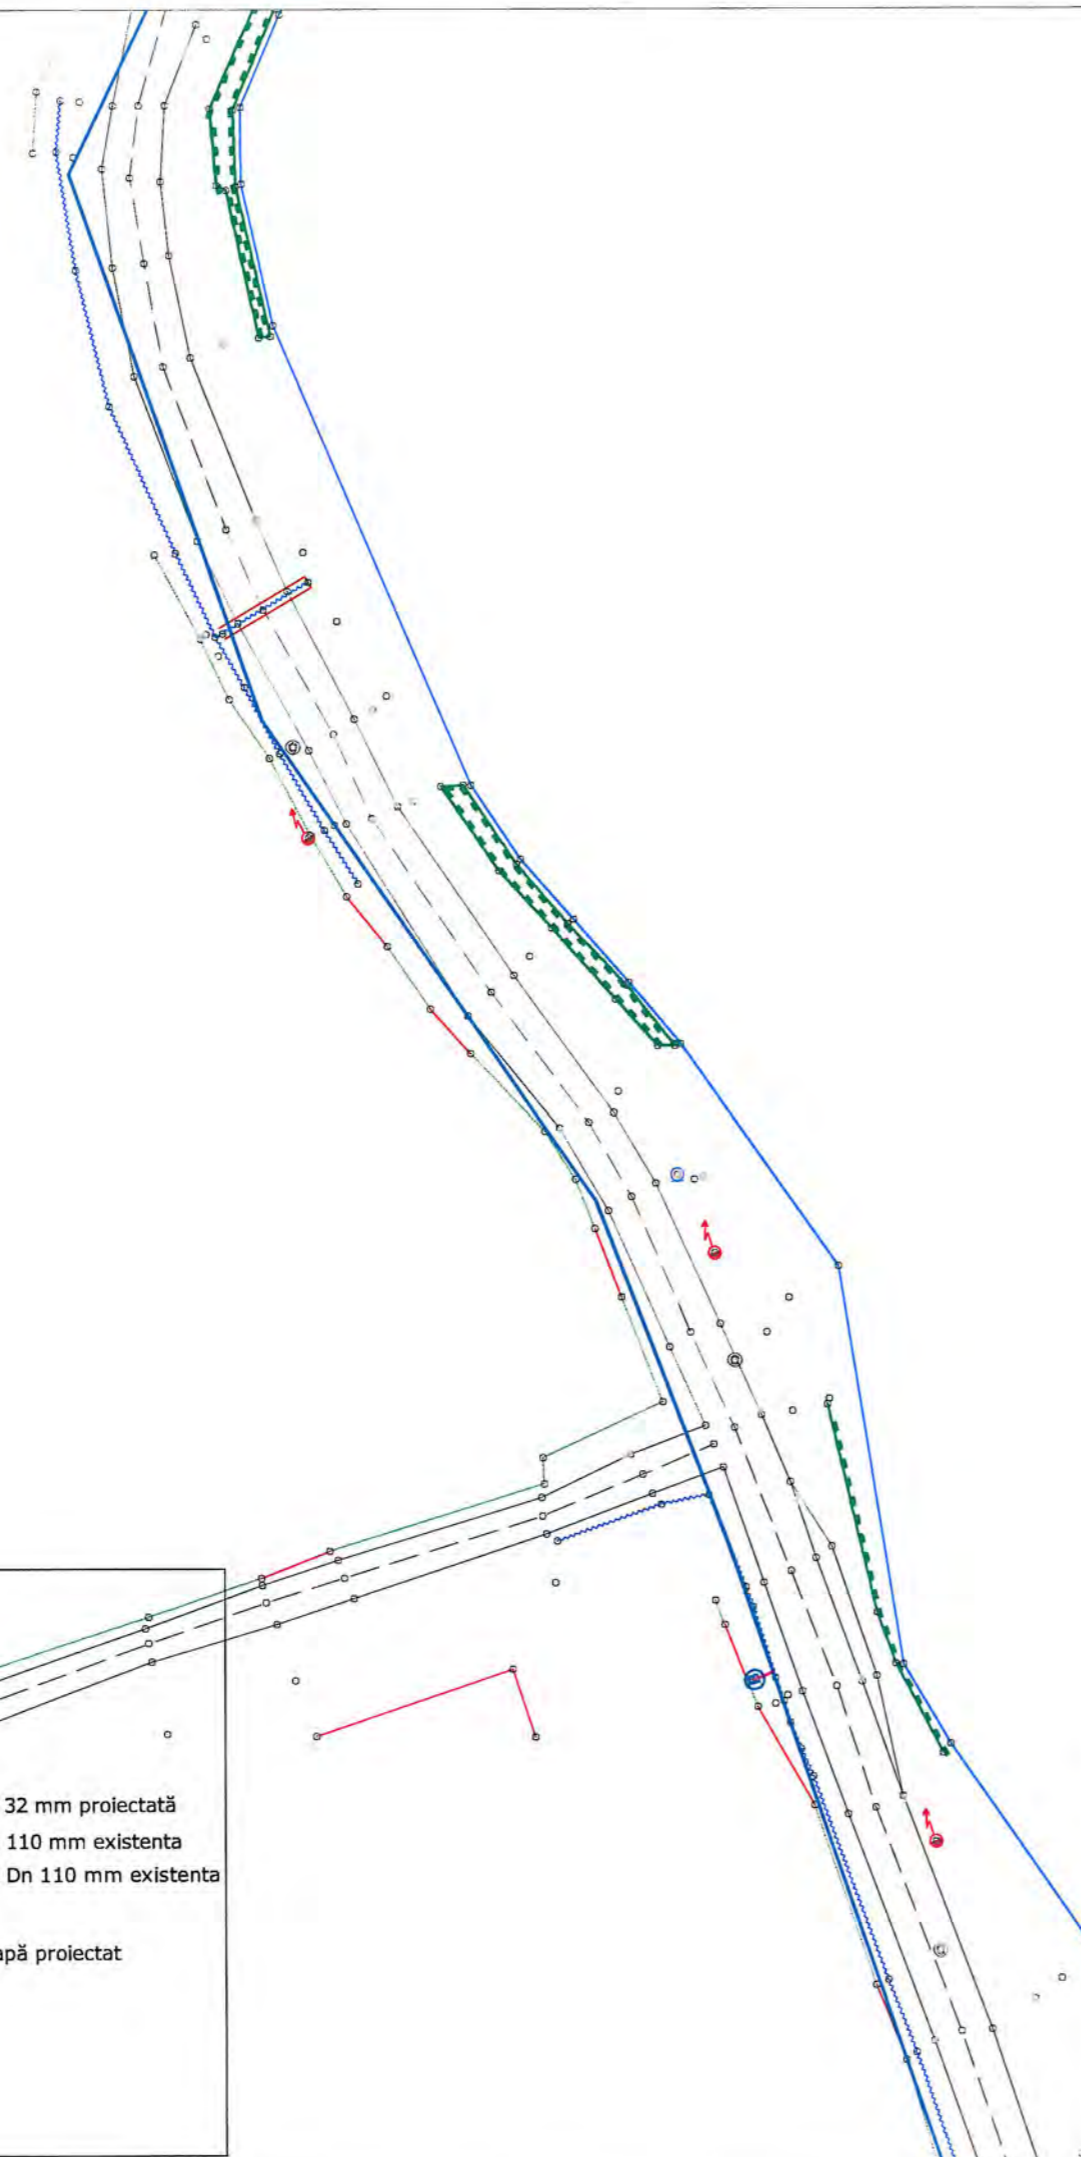 32 mm proiectată
110 mm existenta
Dn 110 mm existenta
apă proiectat